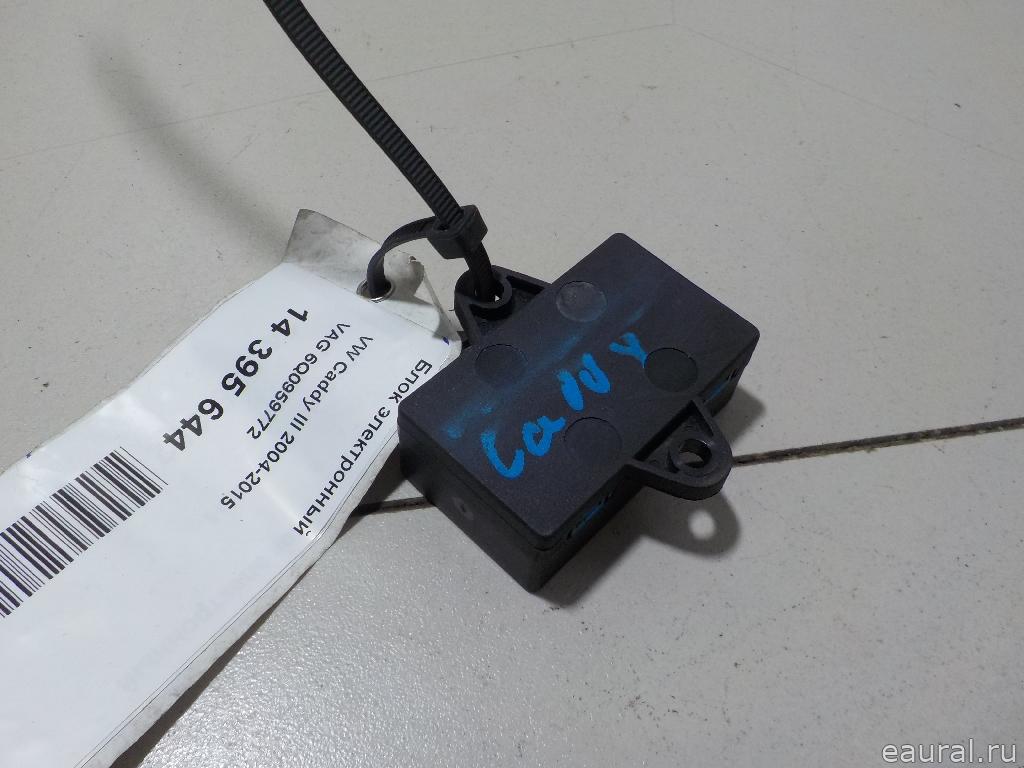 Блок электронный
VW Caddy III 2004-2015
VAG 6Q0959772
14 395 644
Caddy
eaural.ru